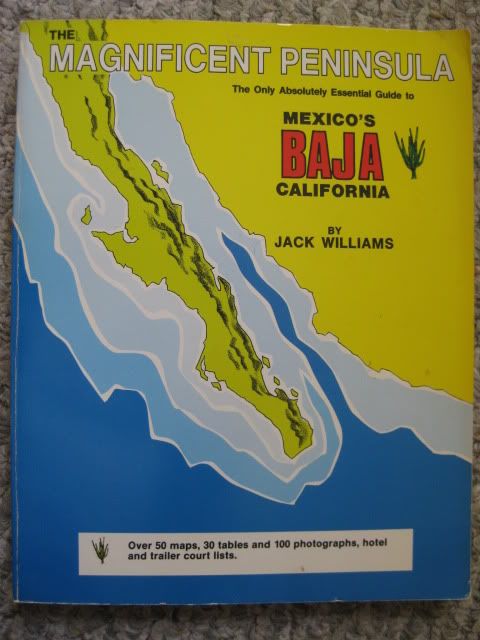 THE
MAGNIFICENT PENINSULA
The Only Absolutely Essential Guide to
MEXICO'S
BAJA
CALIFORNIA
BY
JACK WILLIAMS
Over 50 maps, 30 tables and 100 photographs, hotel
and trailer court lists.